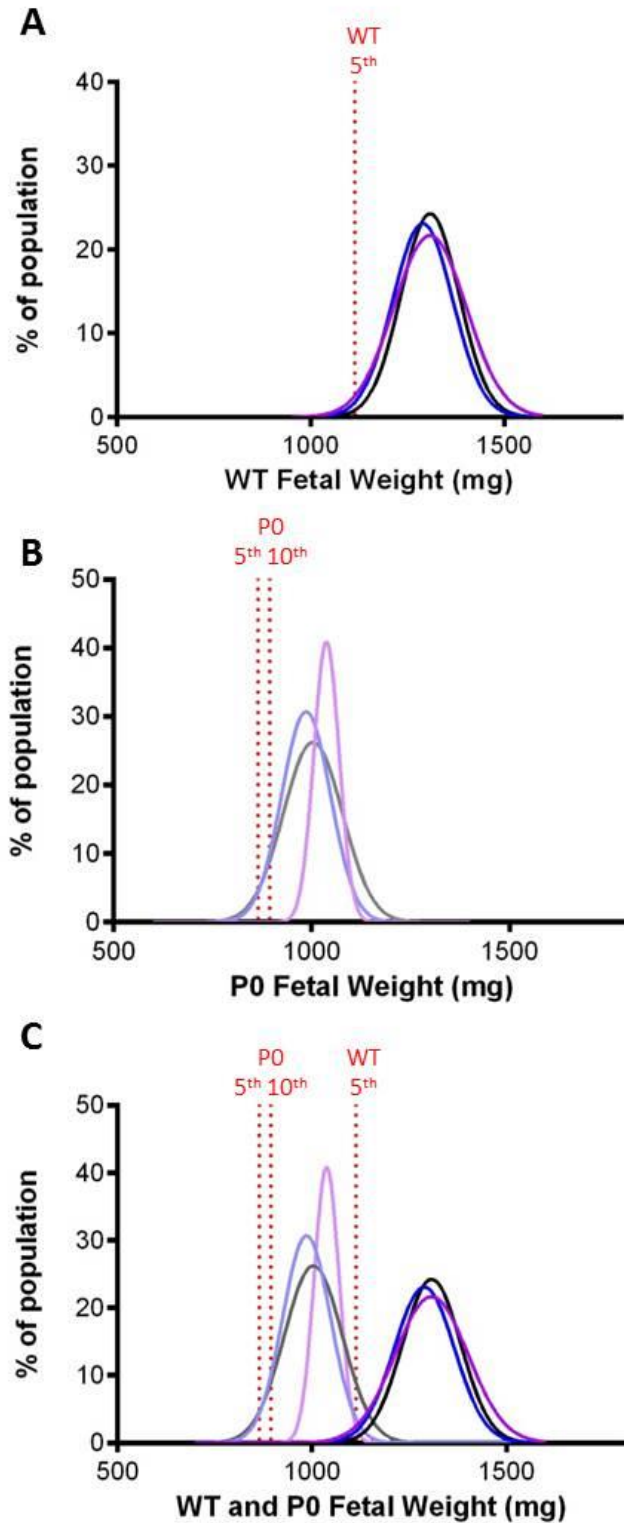 A
WT
5th
40
30
20
10
0
% of population
500
1000
1500
WT Fetal Weight (mg)
B
P0
5th 10th
50
40
30
20
10
0
% of population
500
1000
1500
P0 Fetal Weight (mg)
C
P0
WT
5th 10th
5th
50
40
30
20
10
0
% of population
500
1000
1500
WT and P0 Fetal Weight (mg)